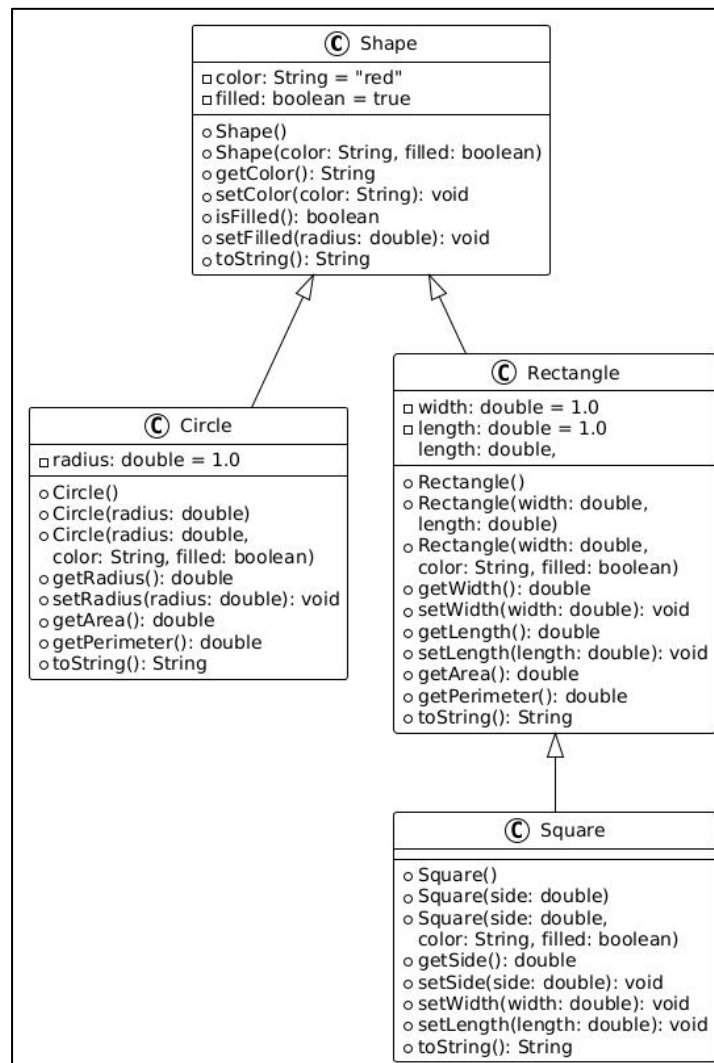 C Shape
color: String = "red"
filled: boolean = true
Shape()
Shape(color: String, filled: boolean)
getColor(): String
setColor(color: String): void
isFilled(): boolean
setFilled(radius: double): void
toString(): String
C Circle
radius: double = 1.0
Circle()
Circle(radius: double)
Circle(radius: double,
color: String, filled: boolean)
getRadius(): double
setRadius(radius: double): void
getArea(): double
getPerimeter(): double
toString(): String
C Rectangle
width: double = 1.0
length: double = 1.0
length: double,
Rectangle()
Rectangle(width: double,
length: double)
Rectangle(width: double,
color: String, filled: boolean)
getWidth(): double
setWidth(width: double): void
getLength(): double
setLength(length: double): void
getArea(): double
getPerimeter(): double
toString(): String
C Square
Square()
Square(side: double)
Square(side: double,
color: String, filled: boolean)
getSide(): double
setSide(side: double): void
setWidth(width: double): void
setLength(length: double): void
toString(): String